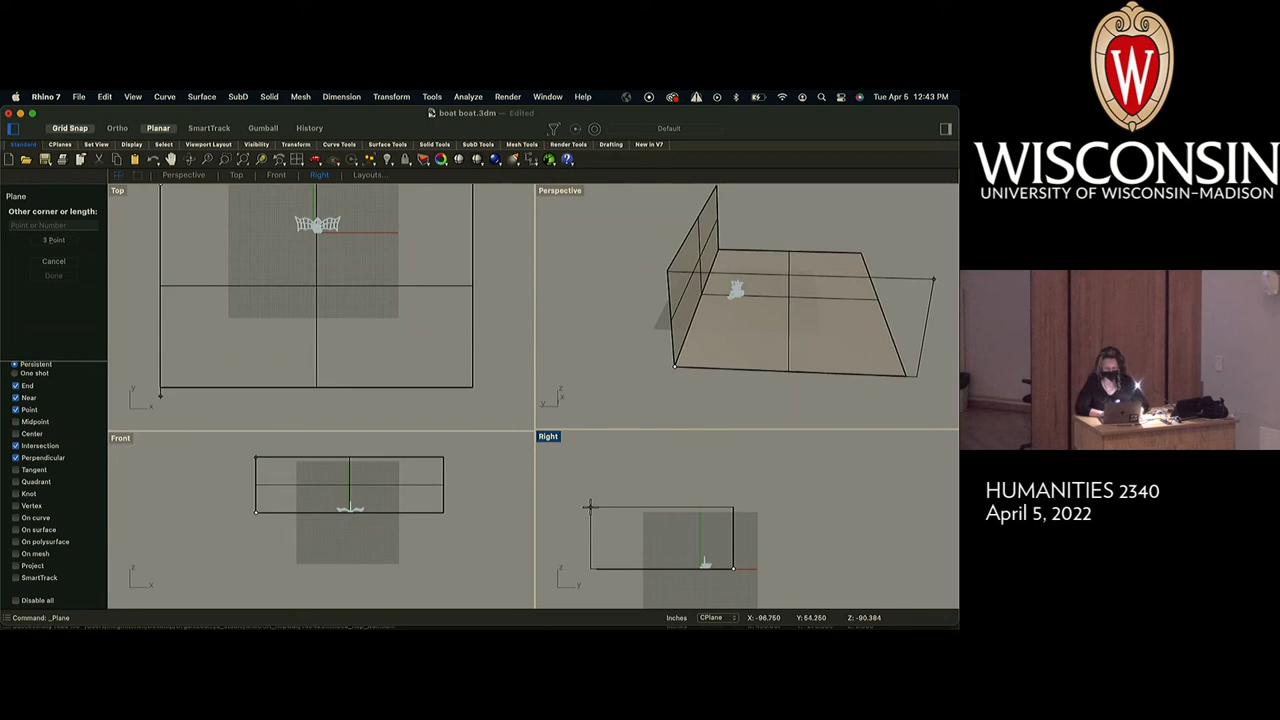 Rhino 7 File Edit View Curve Surface SubD Solid Mesh Dimension Transform Tools Analyze Render Window Help Tue Apr 5 12:43 PM
boat boat.3dm — Edited
Grid Snap Ortho Planar SmartTrack Gumball History Default
Standard CPlanes Set View Display Select Viewport Layout Visibility Transform Curve Tools Surface Tools Solid Tools SubD Tools Mesh Tools Render Tools Drafting New in V7
Perspective Top Front Right Layouts...
Plane
Other corner or length:
Point or Number
3 Point
Cancel
Done
Persistent
One shot
End
Near
Point
Midpoint
Center
Intersection
Perpendicular
Tangent
Quadrant
Knot
Vertex
On curve
On surface
On polysurface
On mesh
Project
SmartTrack
Disable all
Top
y
x
Perspective
z
x
y
Front
z
x
Right
z
y
Command: _Plane
Inches CPlane X: -96.750 Y: 54.250 Z: -90.384
W
WISCONSIN
UNIVERSITY OF WISCONSIN–MADISON
HUMANITIES 2340
April 5, 2022